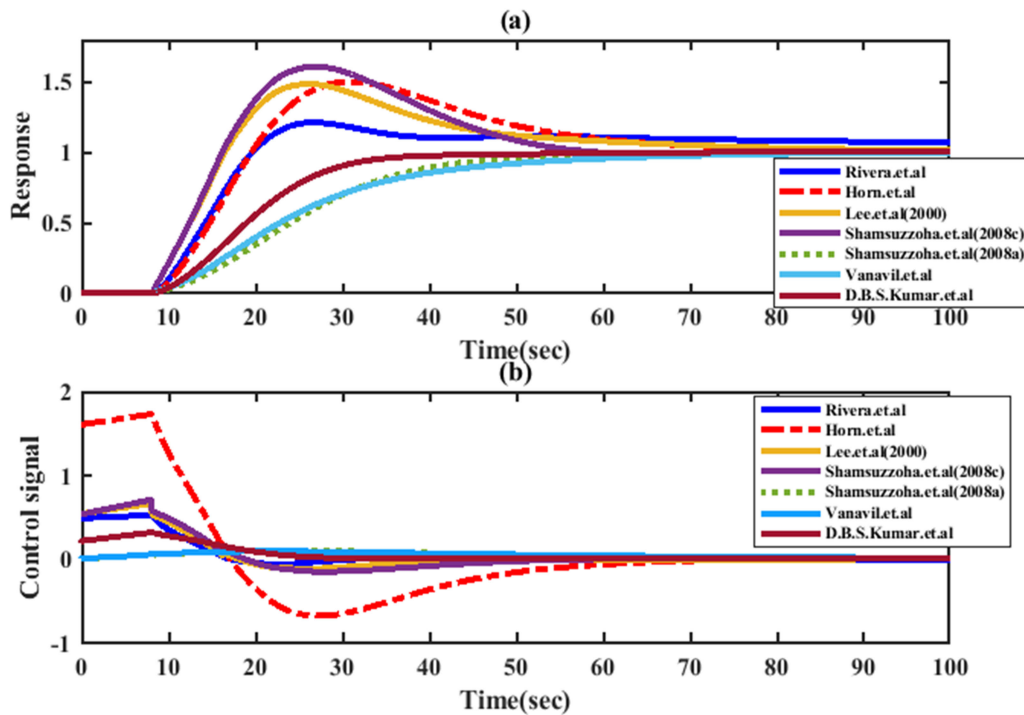 (a)
Response
1.5
1
0.5
0
0 10 20 30 40 50 60 70 80 90 100
Time(sec)
Rivera.et.al
Horn.et.al
Lee.et.al(2000)
Shamsuzzoha.et.al(2008c)
Shamsuzzoha.et.al(2008a)
Vanavil.et.al
D.B.S.Kumar.et.al
(b)
Control signal
2
1
0
-1
0 10 20 30 40 50 60 70 80 90 100
Time(sec)
Rivera.et.al
Horn.et.al
Lee.et.al(2000)
Shamsuzzoha.et.al(2008c)
Shamsuzzoha.et.al(2008a)
Vanavil.et.al
D.B.S.Kumar.et.al